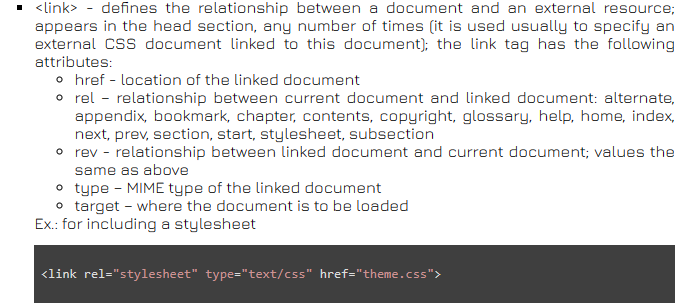 ▪ <link> - defines the relationship between a document and an external resource;
appears in the head section, any number of times (it is used usually to specify an
external CSS document linked to this document); the link tag has the following
attributes:
o href - location of the linked document
o rel – relationship between current document and linked document: alternate,
appendix, bookmark, chapter, contents, copyright, glossary, help, home, index,
next, prev, section, start, stylesheet, subsection
o rev - relationship between linked document and current document; values the
same as above
o type – MIME type of the linked document
o target – where the document is to be loaded
Ex.: for including a stylesheet
<link rel="stylesheet" type="text/css" href="theme.css">